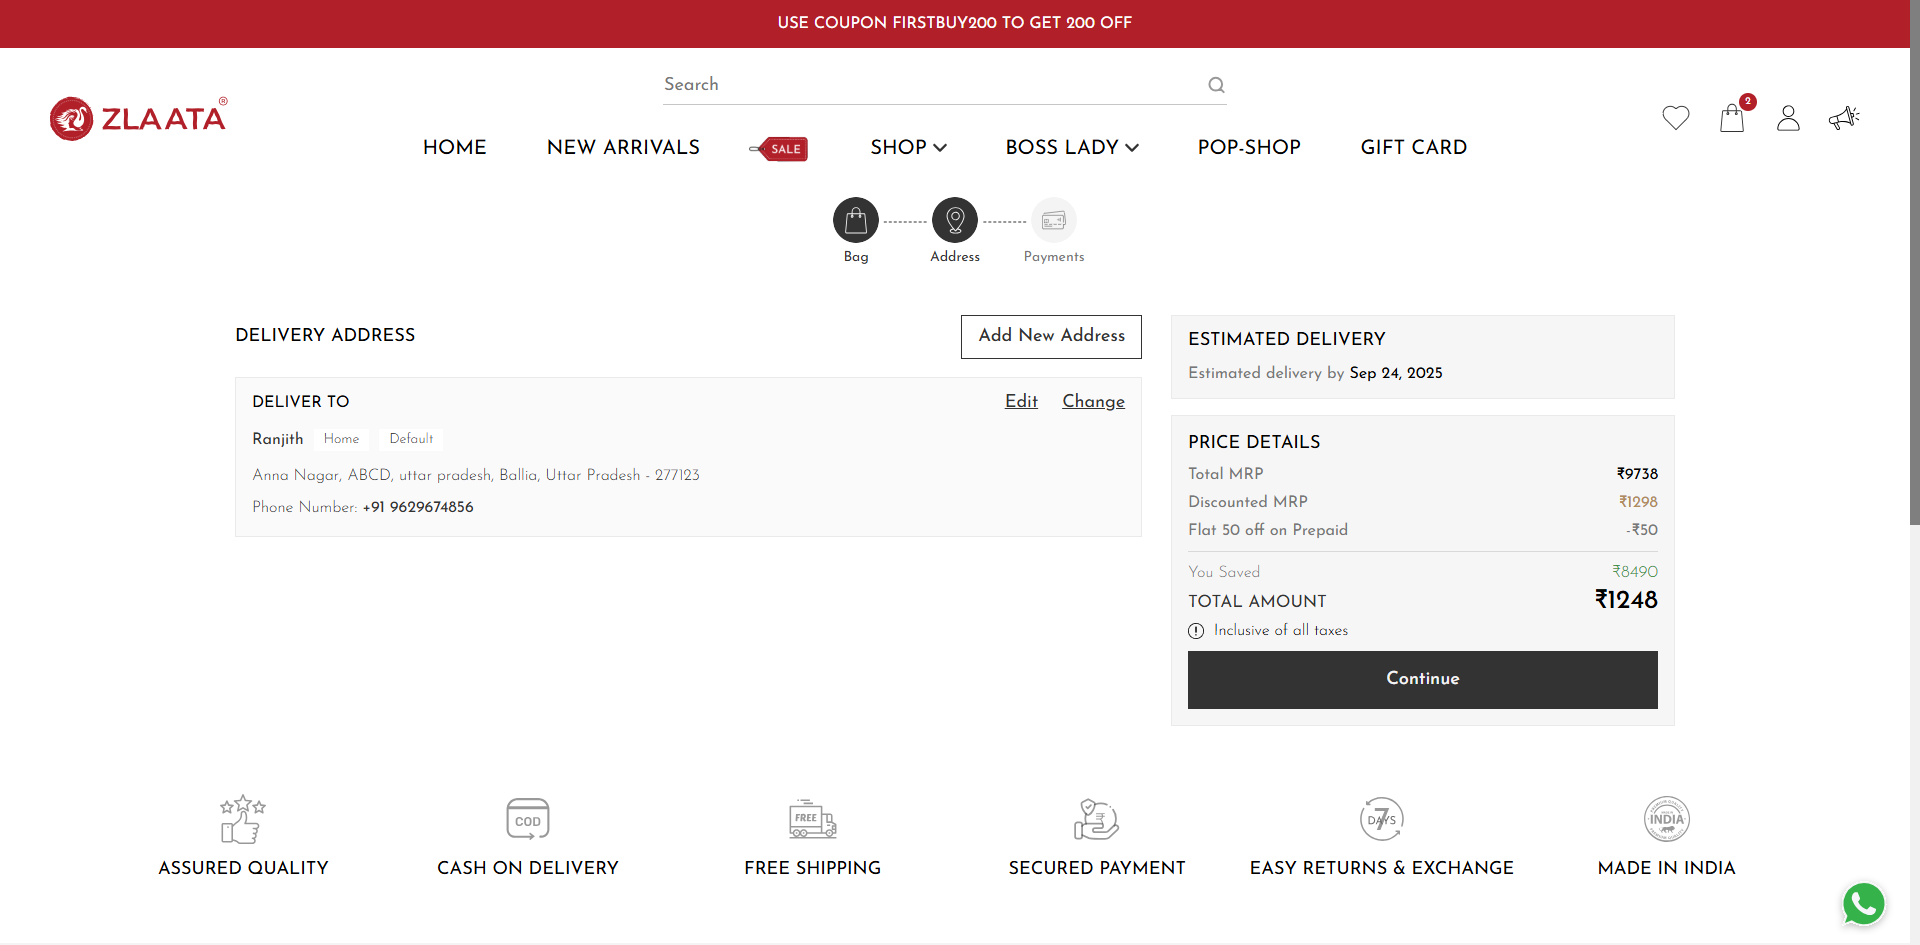 USE COUPON FIRSTBUY200 TO GET 200 OFF
Search
ZLAATA®
2
HOME NEW ARRIVALS SALE SHOP BOSS LADY POP-SHOP GIFT CARD
Bag Address Payments
DELIVERY ADDRESS
Add New Address
DELIVER TO
Edit Change
Ranjith Home Default
Anna Nagar, ABCD, uttar pradesh, Ballia, Uttar Pradesh - 277123
Phone Number: +91 9629674856
ESTIMATED DELIVERY
Estimated delivery by Sep 24, 2025
PRICE DETAILS
Total MRP ₹9738
Discounted MRP ₹1298
Flat 50 off on Prepaid -₹50
You Saved ₹8490
TOTAL AMOUNT ₹1248
Inclusive of all taxes
Continue
COD
FREE
7
DAYS
INDIA
ASSURED QUALITY
CASH ON DELIVERY
FREE SHIPPING
SECURED PAYMENT
EASY RETURNS & EXCHANGE
MADE IN INDIA